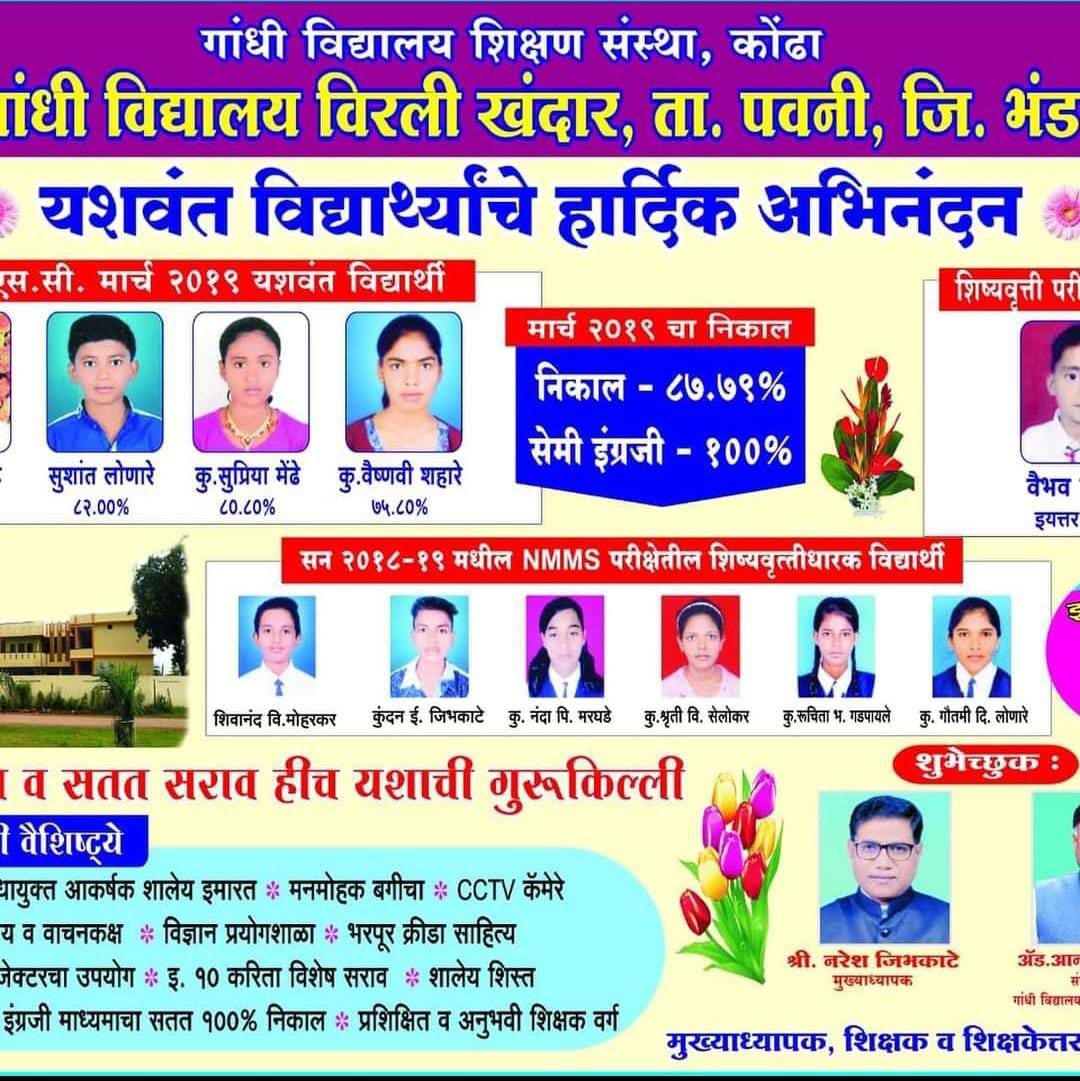 गांधी विद्यालय शिक्षण संस्था, कोंढा
गांधी विद्यालय विरली खंदार, ता. पवनी, जि. भंड
यशवंत विद्यार्थ्यांचे हार्दिक अभिनंदन
एस.सी. मार्च २०१९ यशवंत विद्यार्थी
सुशांत लोणारे
८२.००%
कु.सुप्रिया मेंढे
८०.८०%
कु.वैष्णवी शहारे
७५.८०%
मार्च २०१९ चा निकाल
निकाल - ८७.७९%
सेमी इंग्रजी - १००%
शिष्यवृत्ती परी
वैभव
इयत्तर
सन २०१८-१९ मधील NMMS परीक्षेतील शिष्यवृत्तीधारक विद्यार्थी
शिवानंद वि.मोहरकर
कुंदन ई. जिभकाटे
कु. नंदा पि. मरघडे
कु.श्रृती वि. सेलोकर
कु.रूचिता भ. गडपायले
कु. गौतमी दि. लोणारे
व सतत सराव हीच यशाची गुरूकिल्ली
ी वैशिष्ट्ये
धायुक्त आकर्षक शालेय इमारत * मनमोहक बगीचा * CCTV कॅमेरे
य व वाचनकक्ष * विज्ञान प्रयोगशाळा * भरपूर क्रीडा साहित्य
जेक्टरचा उपयोग * इ. १० करिता विशेष सराव * शालेय शिस्त
इंग्रजी माध्यमाचा सतत १००% निकाल * प्रशिक्षित व अनुभवी शिक्षक वर्ग
शुभेच्छुक :
श्री. नरेश जिभकाटे
मुख्याध्यापक
ॲड.आन
सं
गांधी विद्यालय
मुख्याध्यापक, शिक्षक व शिक्षकेत्तर